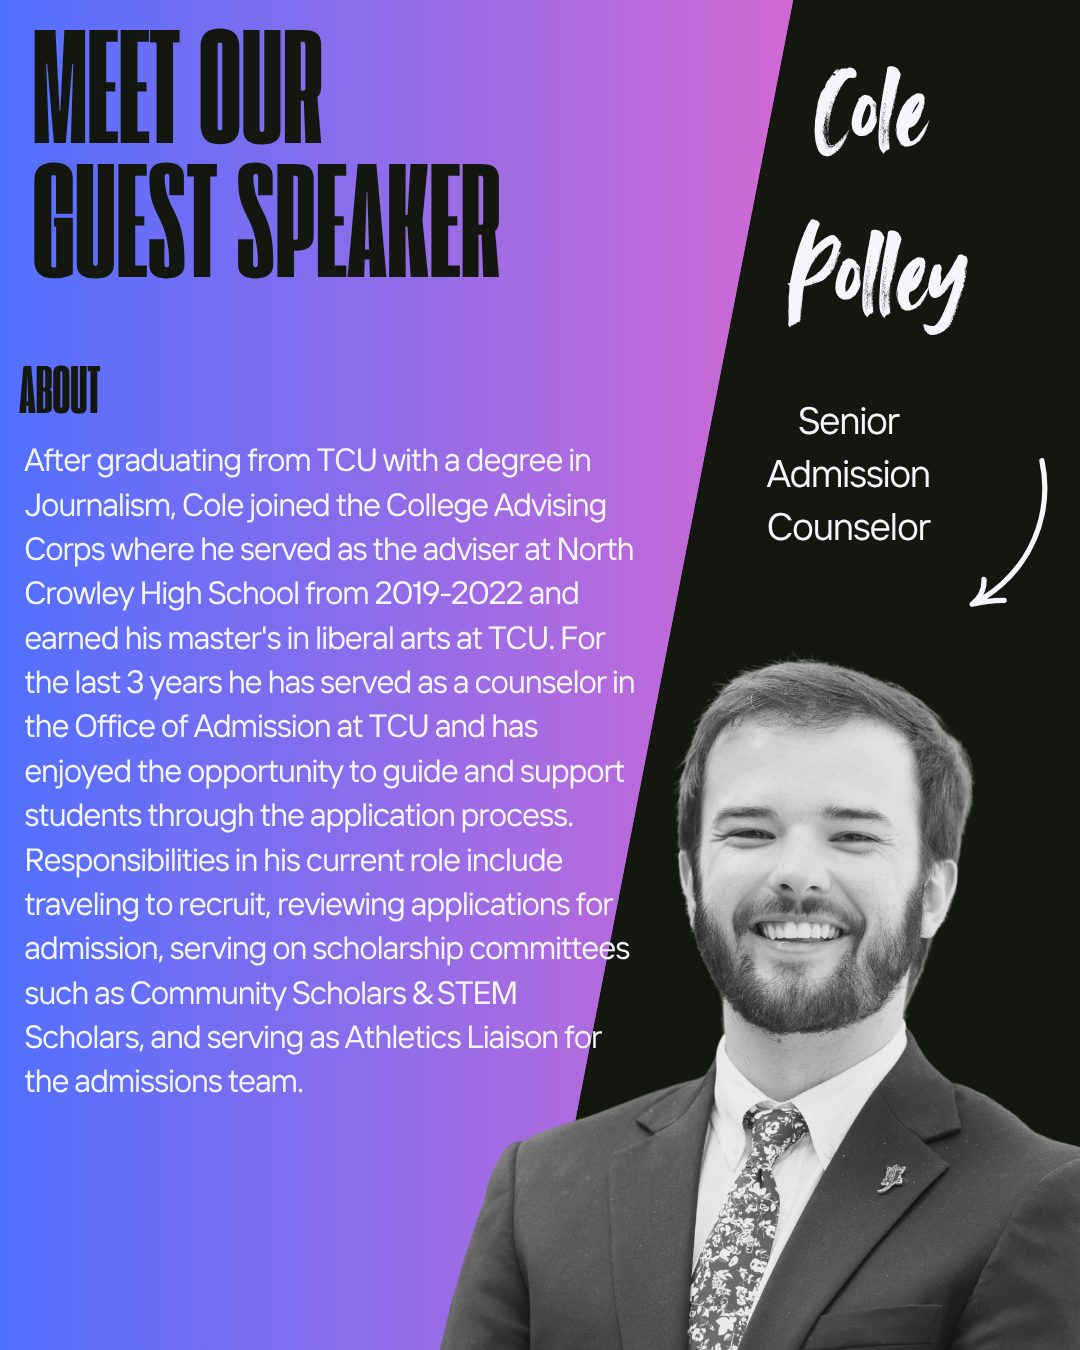 MEET OUR
GUEST SPEAKER
Cole
Polley
Senior
Admission
Counselor
ABOUT
After graduating from TCU with a degree in
Journalism, Cole joined the College Advising
Corps where he served as the adviser at North
Crowley High School from 2019-2022 and
earned his master's in liberal arts at TCU. For
the last 3 years he has served as a counselor in
the Office of Admission at TCU and has
enjoyed the opportunity to guide and support
students through the application process.
Responsibilities in his current role include
traveling to recruit, reviewing applications for
admission, serving on scholarship committees
such as Community Scholars & STEM
Scholars, and serving as Athletics Liaison for
the admissions team.